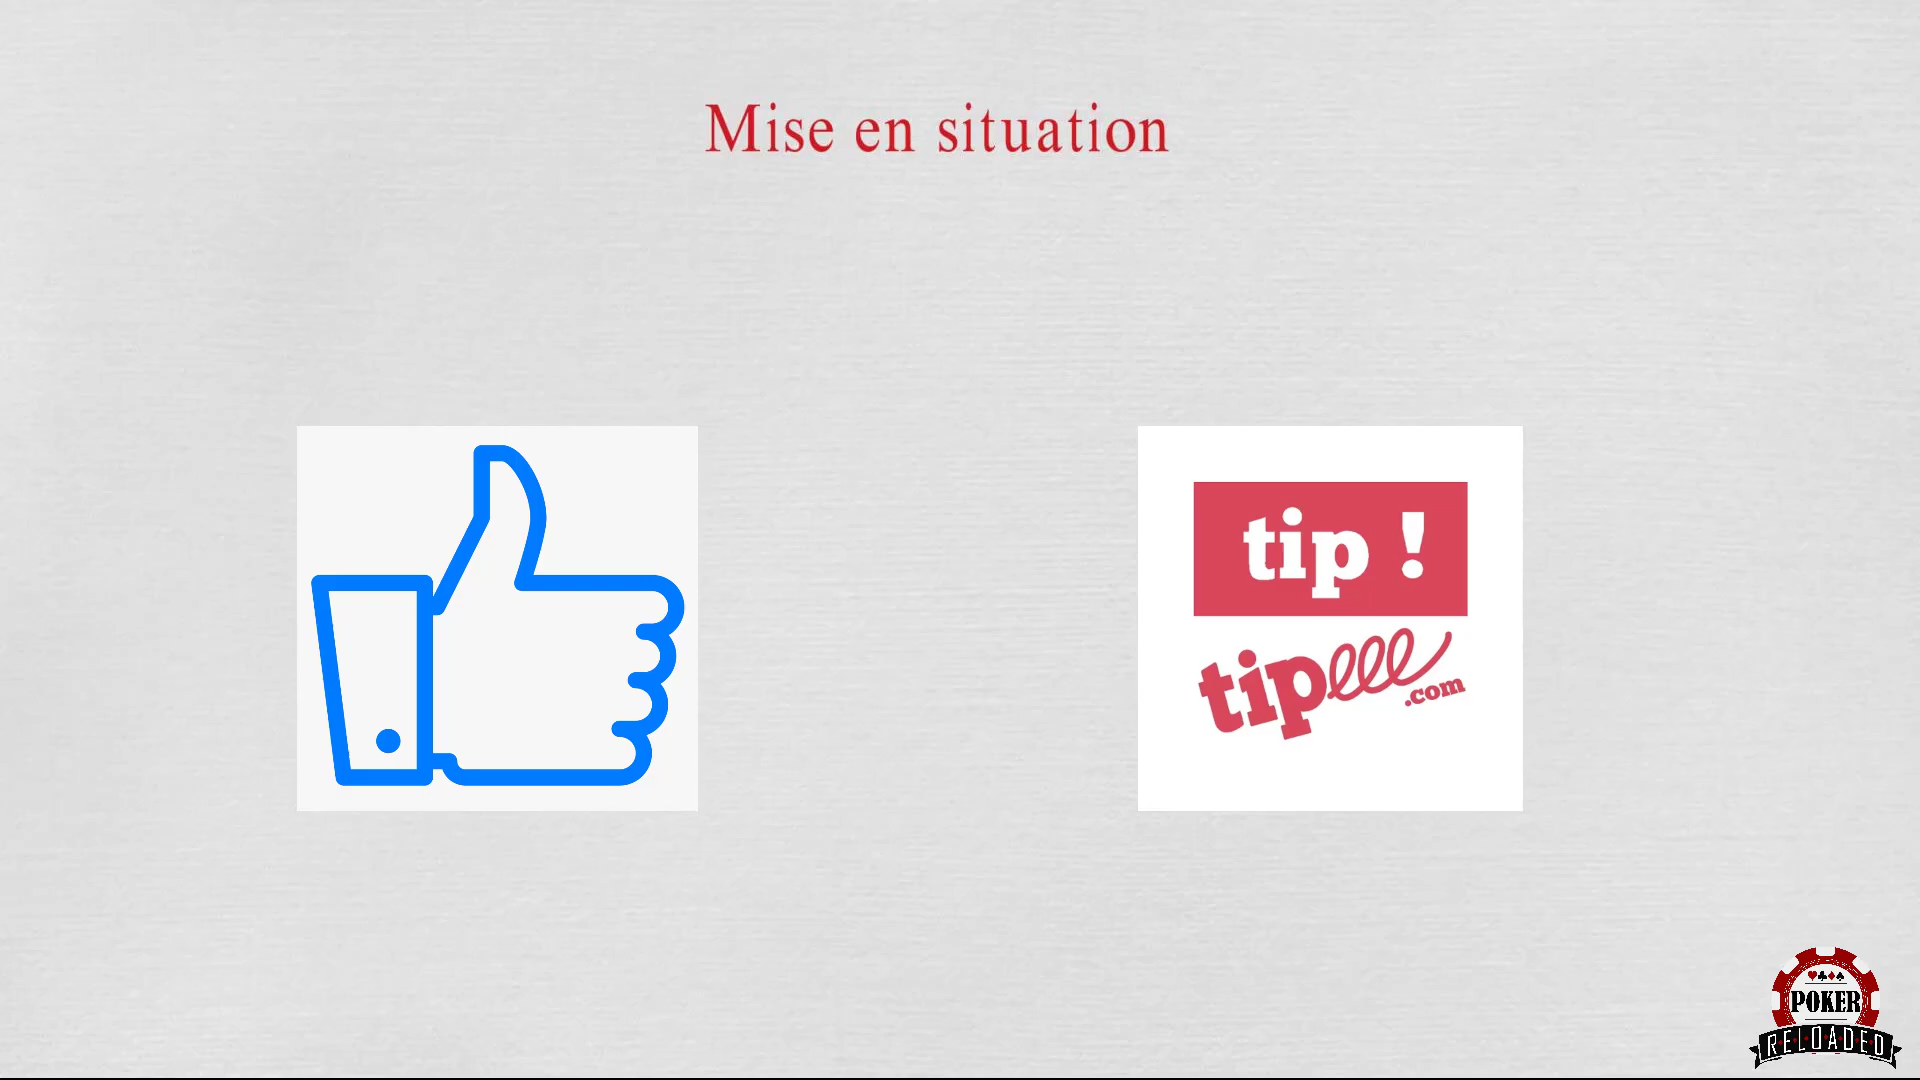 Mise en situation
tip !
tipeee
.com
POKER
RELOADED